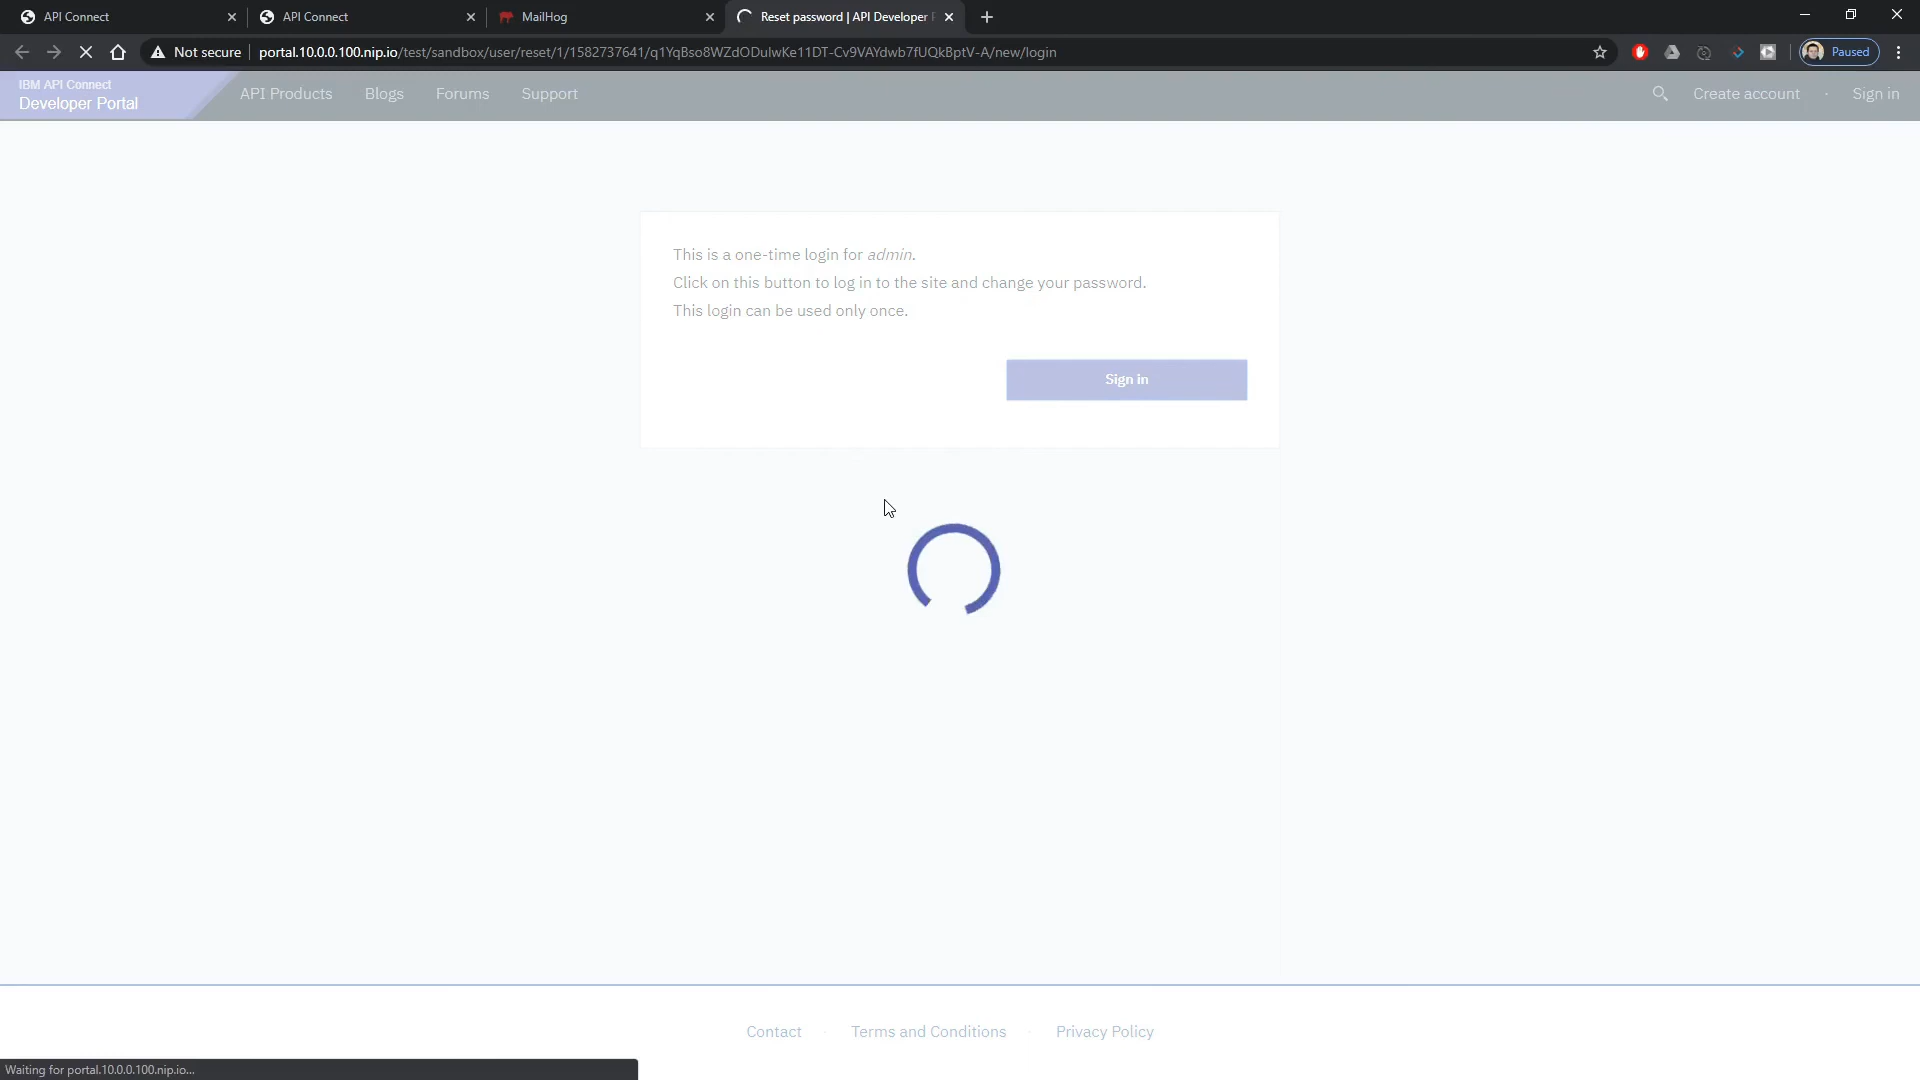 API Connect
API Connect
MailHog
Reset password | API Developer
Not secure
portal.10.0.0.100.nip.io/test/sandbox/user/reset/1/1582737641/q1YqBso8WZdODulwKe11DT-Cv9VAYdwb7fUQkBptV-A/new/login
Paused
IBM API Connect
Developer Portal
API Products
Blogs
Forums
Support
Create account
Sign in
This is a one-time login for admin.
Click on this button to log in to the site and change your password.
This login can be used only once.
Sign in
Contact
Terms and Conditions
Privacy Policy
Waiting for portal.10.0.0.100.nip.io...